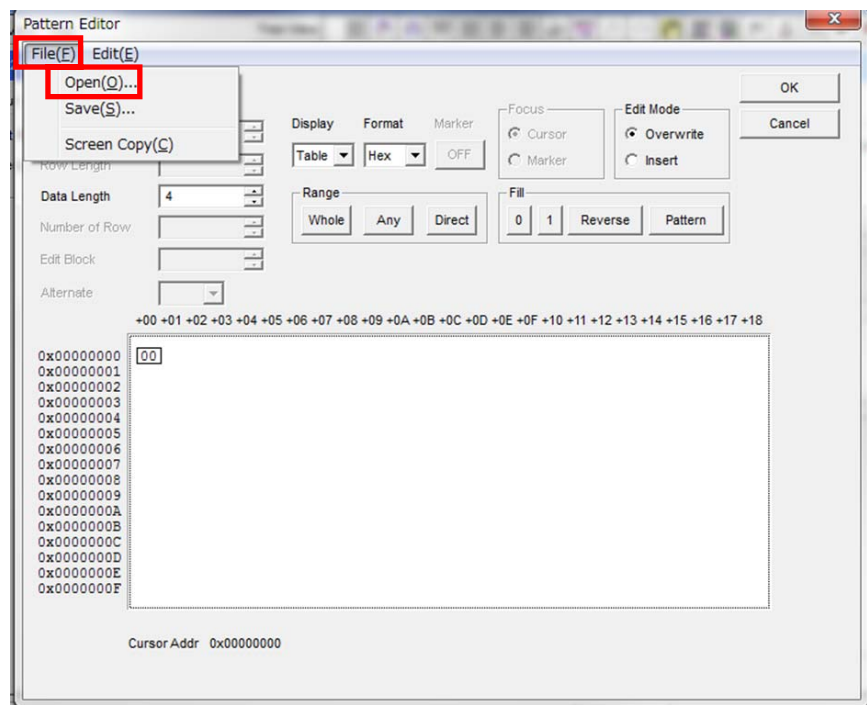 Pattern Editor
File(F) Edit(E)
Open(O)...
Save(S)...
Screen Copy(C)
OK
Cancel
Display Format Marker
Table Hex OFF
Focus
Cursor
Marker
Edit Mode
Overwrite
Insert
Row Length
Data Length 4
Number of Row
Edit Block
Alternate
Range
Whole Any Direct
Fill
0 1 Reverse Pattern
+00 +01 +02 +03 +04 +05 +06 +07 +08 +09 +0A +0B +0C +0D +0E +0F +10 +11 +12 +13 +14 +15 +16 +17 +18
0x00000000 00
0x00000001
0x00000002
0x00000003
0x00000004
0x00000005
0x00000006
0x00000007
0x00000008
0x00000009
0x0000000A
0x0000000B
0x0000000C
0x0000000D
0x0000000E
0x0000000F
Cursor Addr 0x00000000